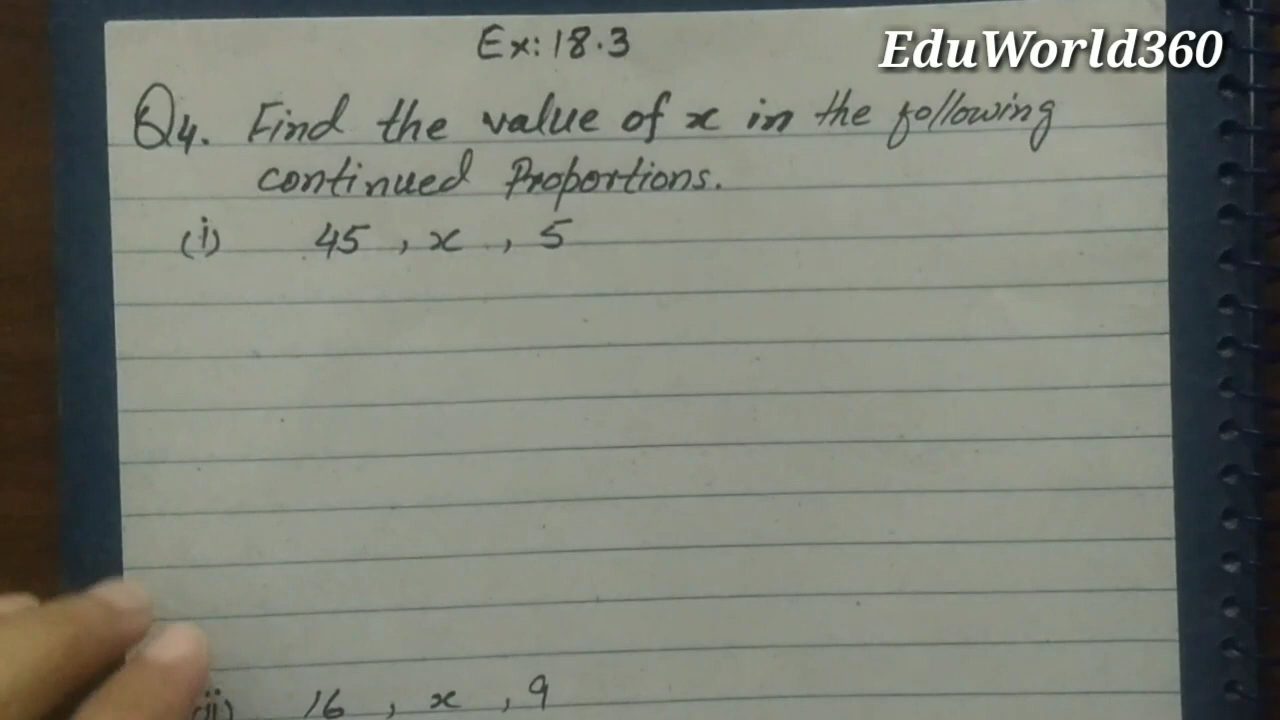 Ex: 18.3
EduWorld360
Q4. Find the value of x in the following
continued Proportions.
(i) 45 , x , 5
(ii) 16 , x , 9